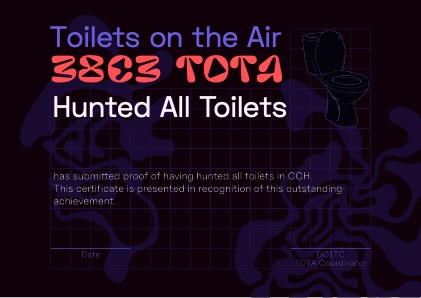 Toilets on the Air
38C3 TOTA
Hunted All Toilets
has submitted proof of having hunted all toilets in CCH.
This certificate is presented in recognition of this outstanding
achievement.
Date
DC1TC
TOTA Coordinator